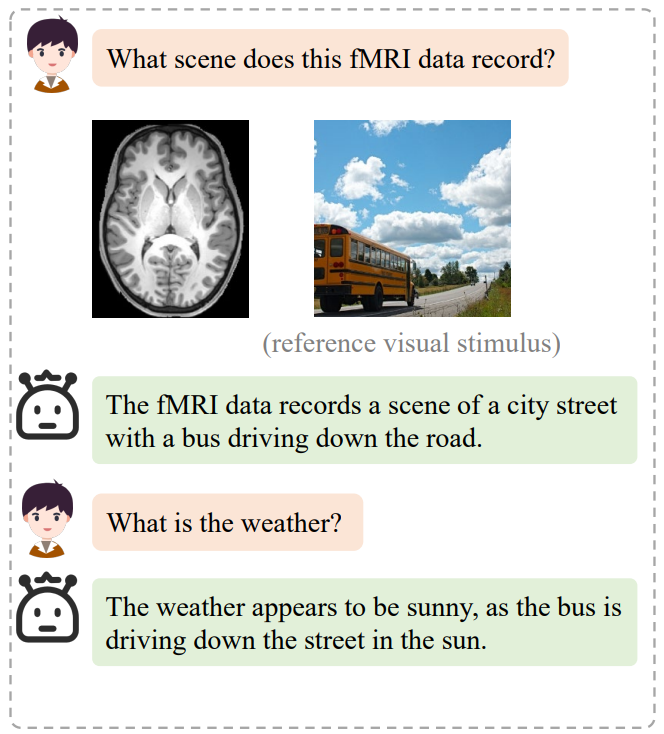 What scene does this fMRI data record?
(reference visual stimulus)
The fMRI data records a scene of a city street
with a bus driving down the road.
What is the weather?
The weather appears to be sunny, as the bus is
driving down the street in the sun.